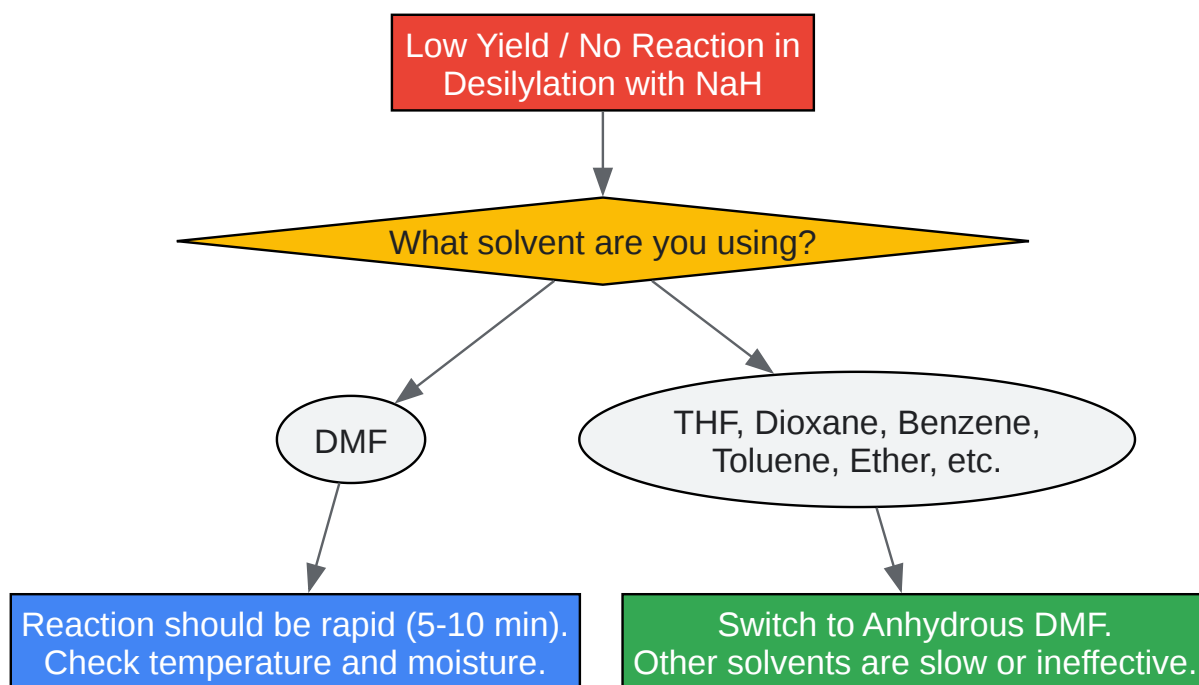 Low Yield / No Reaction in
Desilylation with NaH
What solvent are you using?
DMF
THF, Dioxane, Benzene,
Toluene, Ether, etc.
Reaction should be rapid (5-10 min).
Check temperature and moisture.
Switch to Anhydrous DMF.
Other solvents are slow or ineffective.